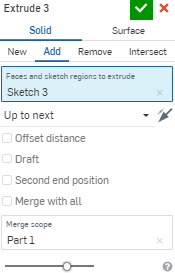 Extrude 3
Solid Surface
New Add Remove Intersect
Faces and sketch regions to extrude
Sketch 3
Up to next
Offset distance
Draft
Second end position
Merge with all
Merge scope
Part 1